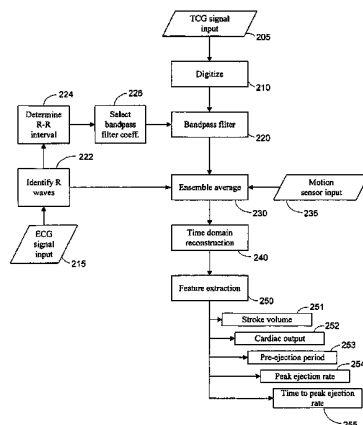 TCG signal
input
205
Digitize
210
224
Determine
R-R
interval
226
Select
bandpass
filter coeff.
Bandpass filter
220
222
Identify R
waves
Ensemble average
230
Motion
sensor input
235
ECG
signal
input
215
Time domain
reconstruction
240
Feature extraction
250
251
Stroke volume
252
Cardiac output
253
Pre-ejection period
254
Peak ejection rate
Time to peak ejection
rate
255